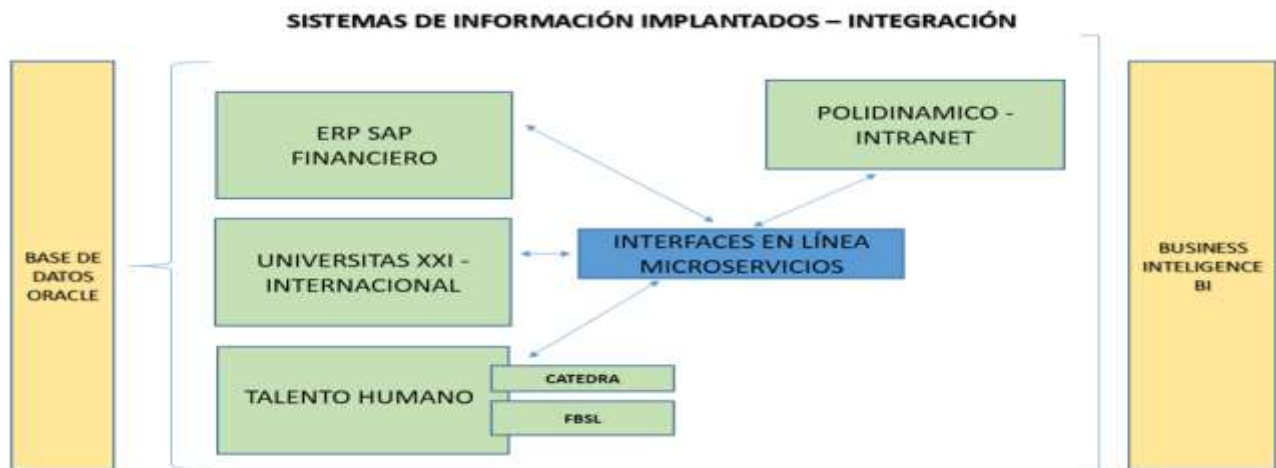 SISTEMAS DE INFORMACIÓN IMPLANTADOS – INTEGRACIÓN
BASE DE
DATOS
ORACLE
ERP SAP
FINANCIERO
UNIVERSITAS XXI -
INTERNACIONAL
TALENTO HUMANO
CATEDRA
FBSL
POLIDINAMICO -
INTRANET
INTERFACES EN LÍNEA
MICROSERVICIOS
BUSINESS
INTELIGENCE
BI